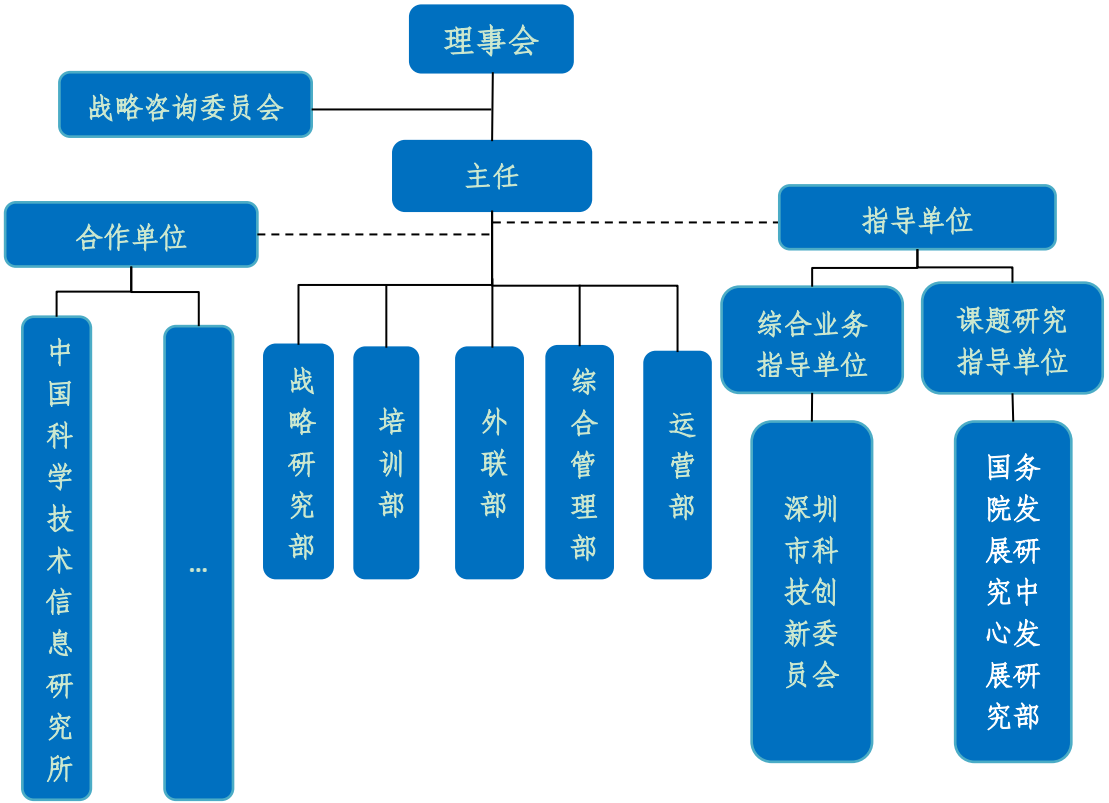 理事会
战略咨询委员会
主任
合作单位
指导单位
中
国
科
学
技
术
信
息
研
究
所
...
战
略
研
究
部
培
训
部
外
联
部
综
合
管
理
部
运
营
部
综合业务
指导单位
课题研究
指导单位
深圳
市科
技创
新委
员会
国务
院发
展研
究中
心发
展研
究部